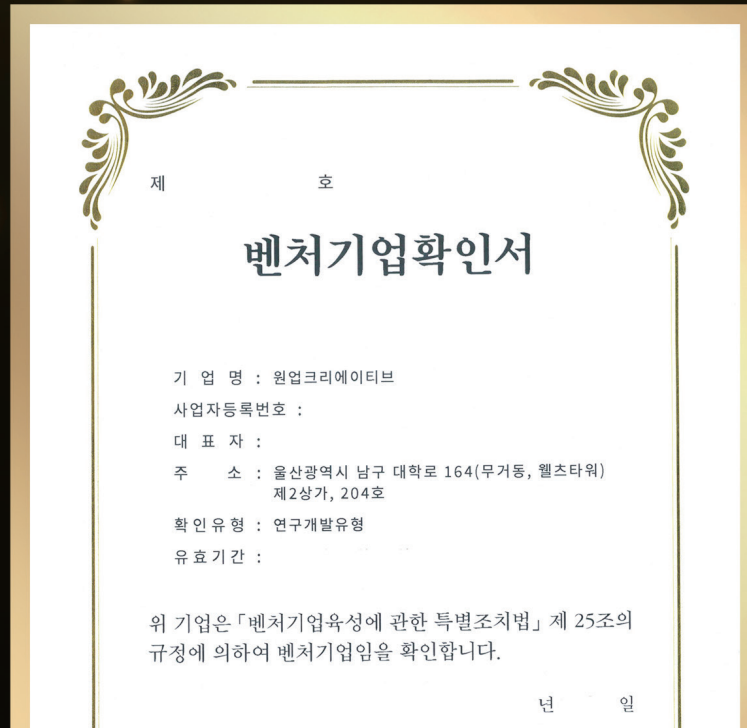 제 호
벤처기업확인서
기 업 명 : 원업크리에이티브
사업자등록번호 :
대 표 자 :
주 소 : 울산광역시 남구 대학로 164(무거동, 웰츠타워)
제2상가, 204호
확인유형 : 연구개발유형
유효기간 :
위 기업은「벤처기업육성에 관한 특별조치법」제 25조의
규정에 의하여 벤처기업임을 확인합니다.
년 일